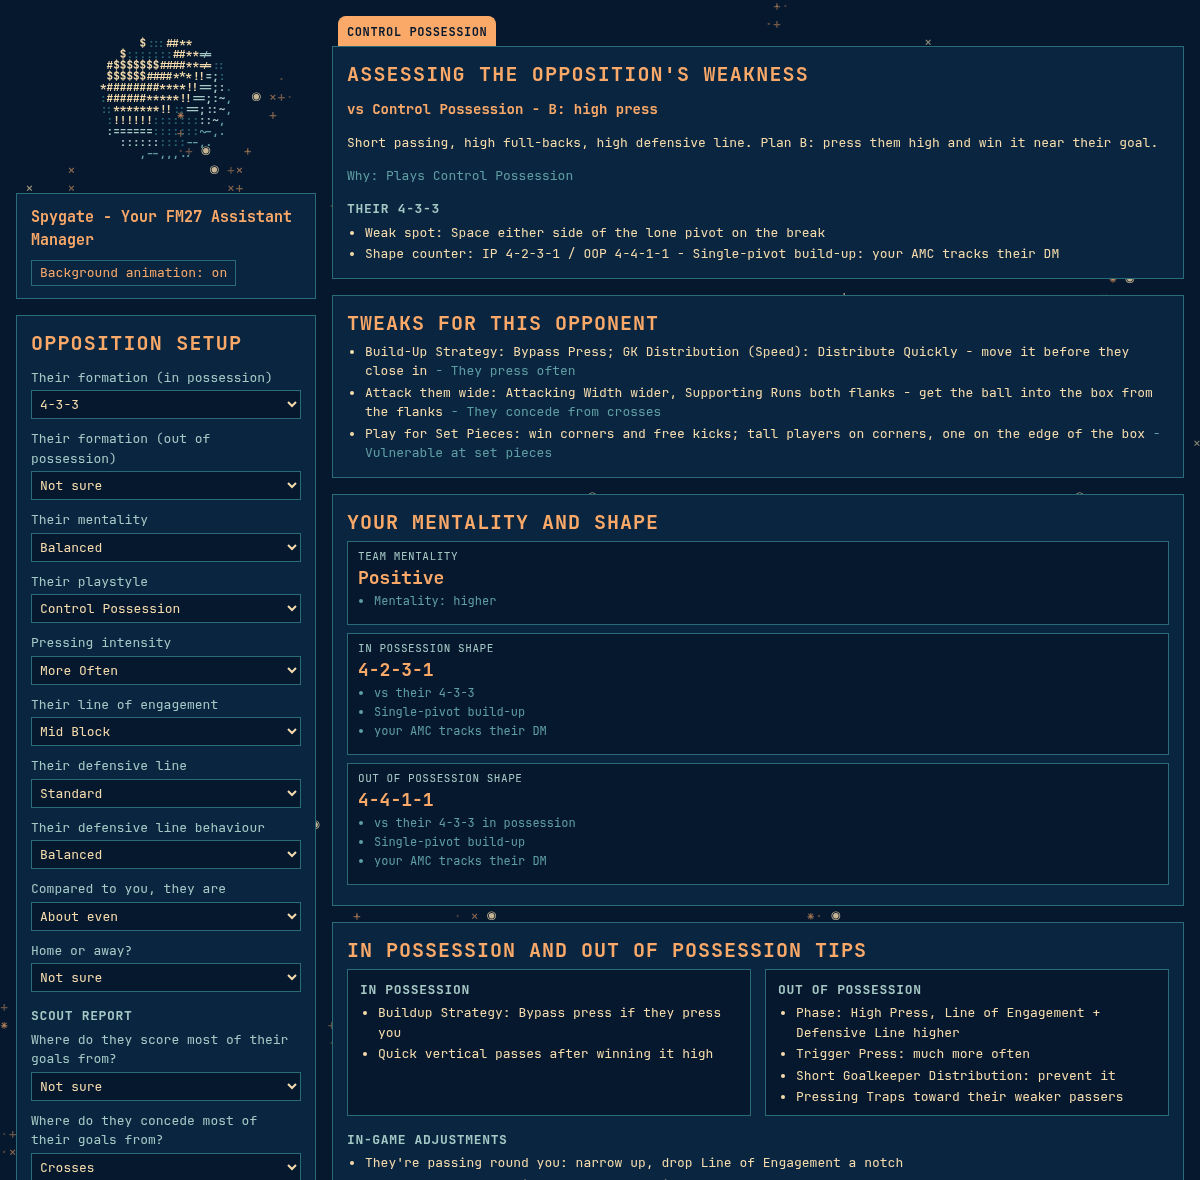 Spygate - Your FM27 Assistant
Manager
Background animation: on
OPPOSITION SETUP
Their formation (in possession)
4-3-3
Their formation (out of
possession)
Not sure
Their mentality
Balanced
Their playstyle
Control Possession
Pressing intensity
More Often
Their line of engagement
Mid Block
Their defensive line
Standard
Their defensive line behaviour
Balanced
Compared to you, they are
About even
Home or away?
Not sure
SCOUT REPORT
Where do they score most of their
goals from?
Not sure
Where do they concede most of
their goals from?
Crosses
CONTROL POSSESSION
ASSESSING THE OPPOSITION'S WEAKNESS
vs Control Possession - B: high press
Short passing, high full-backs, high defensive line. Plan B: press them high and win it near their goal.
Why: Plays Control Possession
THEIR 4-3-3
• Weak spot: Space either side of the lone pivot on the break
• Shape counter: IP 4-2-3-1 / OOP 4-4-1-1 - Single-pivot build-up: your AMC tracks their DM
TWEAKS FOR THIS OPPONENT
• Build-Up Strategy: Bypass Press; GK Distribution (Speed): Distribute Quickly - move it before they
close in - They press often
• Attack them wide: Attacking Width wider, Supporting Runs both flanks - get the ball into the box from
the flanks - They concede from crosses
• Play for Set Pieces: win corners and free kicks; tall players on corners, one on the edge of the box -
Vulnerable at set pieces
YOUR MENTALITY AND SHAPE
TEAM MENTALITY
Positive
• Mentality: higher
IN POSSESSION SHAPE
4-2-3-1
• vs their 4-3-3
• Single-pivot build-up
• your AMC tracks their DM
OUT OF POSSESSION SHAPE
4-4-1-1
• vs their 4-3-3 in possession
• Single-pivot build-up
• your AMC tracks their DM
IN POSSESSION AND OUT OF POSSESSION TIPS
IN POSSESSION
• Buildup Strategy: Bypass press if they press
you
• Quick vertical passes after winning it high
OUT OF POSSESSION
• Phase: High Press, Line of Engagement +
Defensive Line higher
• Trigger Press: much more often
• Short Goalkeeper Distribution: prevent it
• Pressing Traps toward their weaker passers
IN-GAME ADJUSTMENTS
• They're passing round you: narrow up, drop Line of Engagement a notch